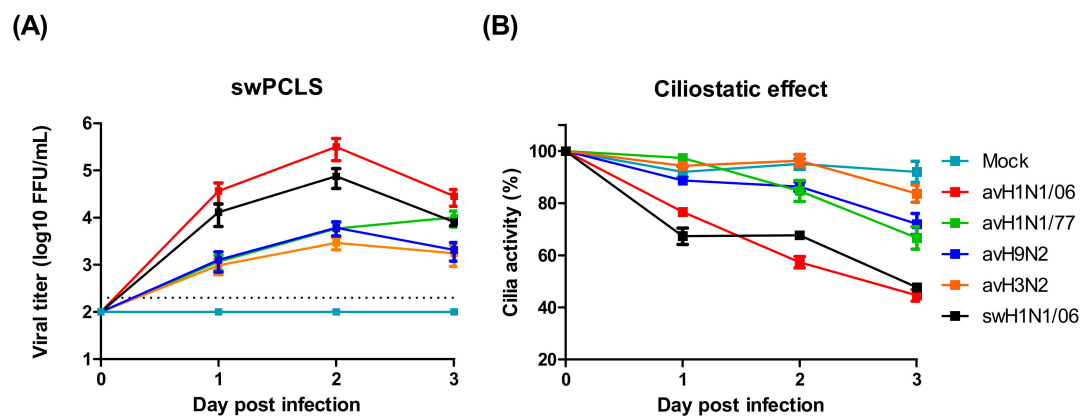 (A)
(B)
swPCLS
Ciliostatic effect
Viral titer (log10 FFU/mL)
6
5
4
3
2
1
0
1
2
3
Day post infection
Cilia activity (%)
100
80
60
40
20
0
1
2
3
Day post infection
Mock
avH1N1/06
avH1N1/77
avH9N2
avH3N2
swH1N1/06